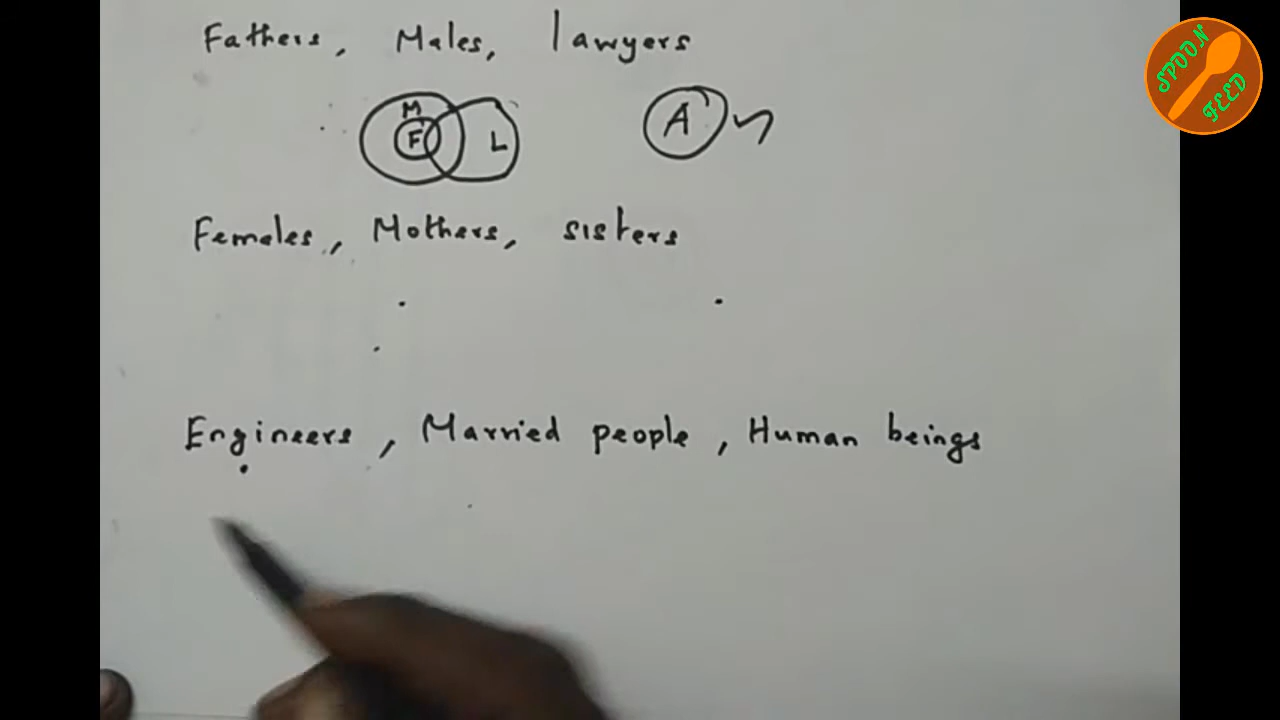 Fathers, Males, lawyers
M
F
L
A
Females, Mothers, sisters
Engineers, Married people, Human beings
SPOON
FEED